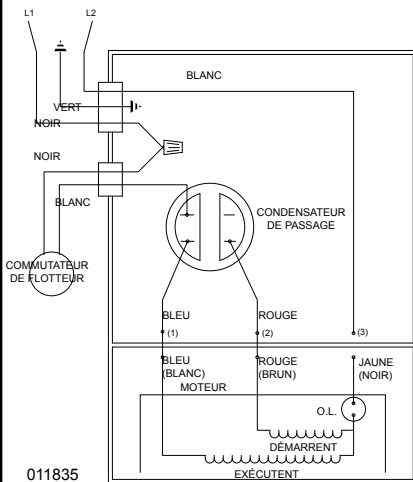 L1
L2
BLANC
VERT
NOIR
NOIR
BLANC
CONDENSATEUR
DE PASSAGE
COMMUTATEUR
DE FLOTTEUR
BLEU
ROUGE
(1)
(2)
(3)
BLEU
(BLANC)
ROUGE
(BRUN)
JAUNE
(NOIR)
MOTEUR
O.L.
DÉMARRENT
EXÉCUTENT
011835